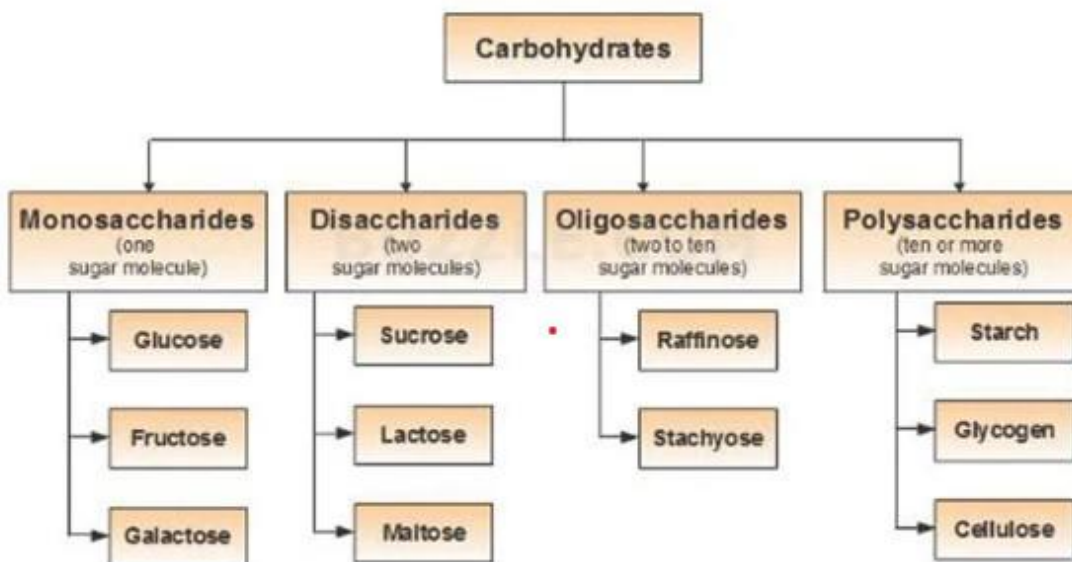 Carbohydrates
Monosaccharides
(one
sugar molecule)
Glucose
Fructose
Galactose
Disaccharides
(two
sugar molecules)
Sucrose
Lactose
Maltose
Oligosaccharides
(two to ten
sugar molecules)
Raffinose
Stachyose
Polysaccharides
(ten or more
sugar molecules)
Starch
Glycogen
Cellulose